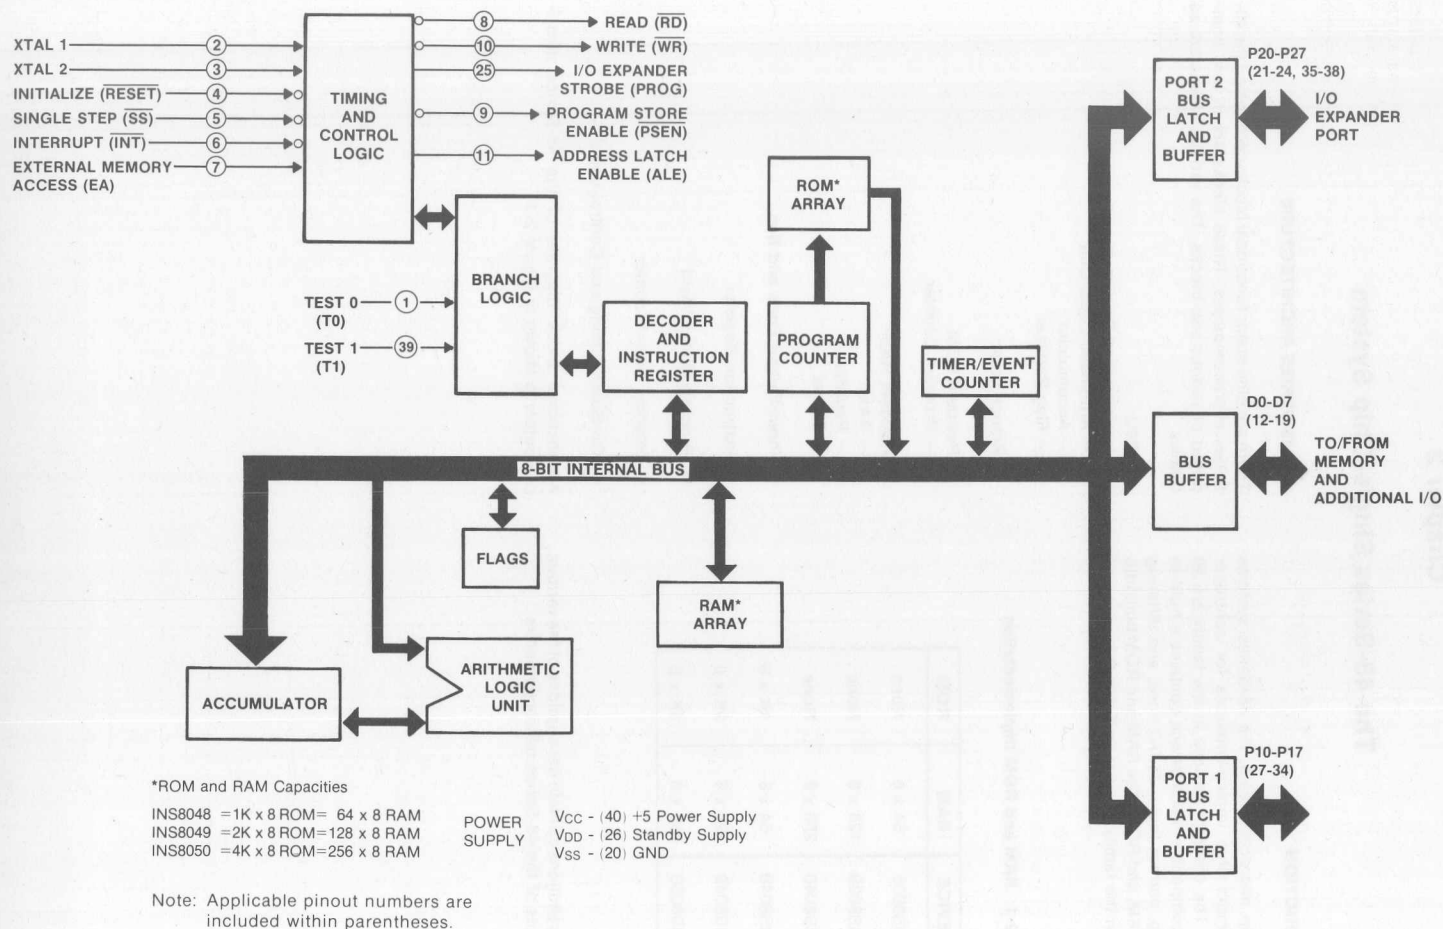 XTAL 1 2
XTAL 2 3
INITIALIZE (RESET) 4
SINGLE STEP (SS) 5
INTERRUPT (INT) 6
EXTERNAL MEMORY 7
ACCESS (EA)
TIMING
AND
CONTROL
LOGIC
8 READ (RD)
10 WRITE (WR)
25 I/O EXPANDER
STROBE (PROG)
9 PROGRAM STORE
ENABLE (PSEN)
11 ADDRESS LATCH
ENABLE (ALE)
TEST 0 1
(T0)
TEST 1 39
(T1)
BRANCH
LOGIC
DECODER
AND
INSTRUCTION
REGISTER
ROM*
ARRAY
PROGRAM
COUNTER
TIMER/EVENT
COUNTER
PORT 2
BUS
LATCH
AND
BUFFER
P20-P27
(21-24, 35-38)
I/O
EXPANDER
PORT
8-BIT INTERNAL BUS
BUS
BUFFER
D0-D7
(12-19)
TO/FROM
MEMORY
AND
ADDITIONAL I/O
FLAGS
RAM*
ARRAY
ACCUMULATOR
ARITHMETIC
LOGIC
UNIT
PORT 1
BUS
LATCH
AND
BUFFER
P10-P17
(27-34)
*ROM and RAM Capacities
INS8048 =1K x 8 ROM= 64 x 8 RAM
INS8049 =2K x 8 ROM=128 x 8 RAM
INS8050 =4K x 8 ROM=256 x 8 RAM
POWER
SUPPLY
VCC - (40) +5 Power Supply
VDD - (26) Standby Supply
VSS - (20) GND
Note: Applicable pinout numbers are
included within parentheses.